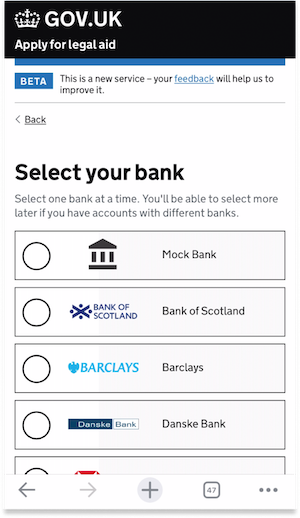 GOV.UK
Apply for legal aid
BETA This is a new service – your feedback will help us to
improve it.
Back
Select your bank
Select one bank at a time. You'll be able to select more
later if you have accounts with different banks.
Mock Bank
BANK OF
SCOTLAND
Bank of Scotland
BARCLAYS
Barclays
Danske Bank
Danske Bank
47